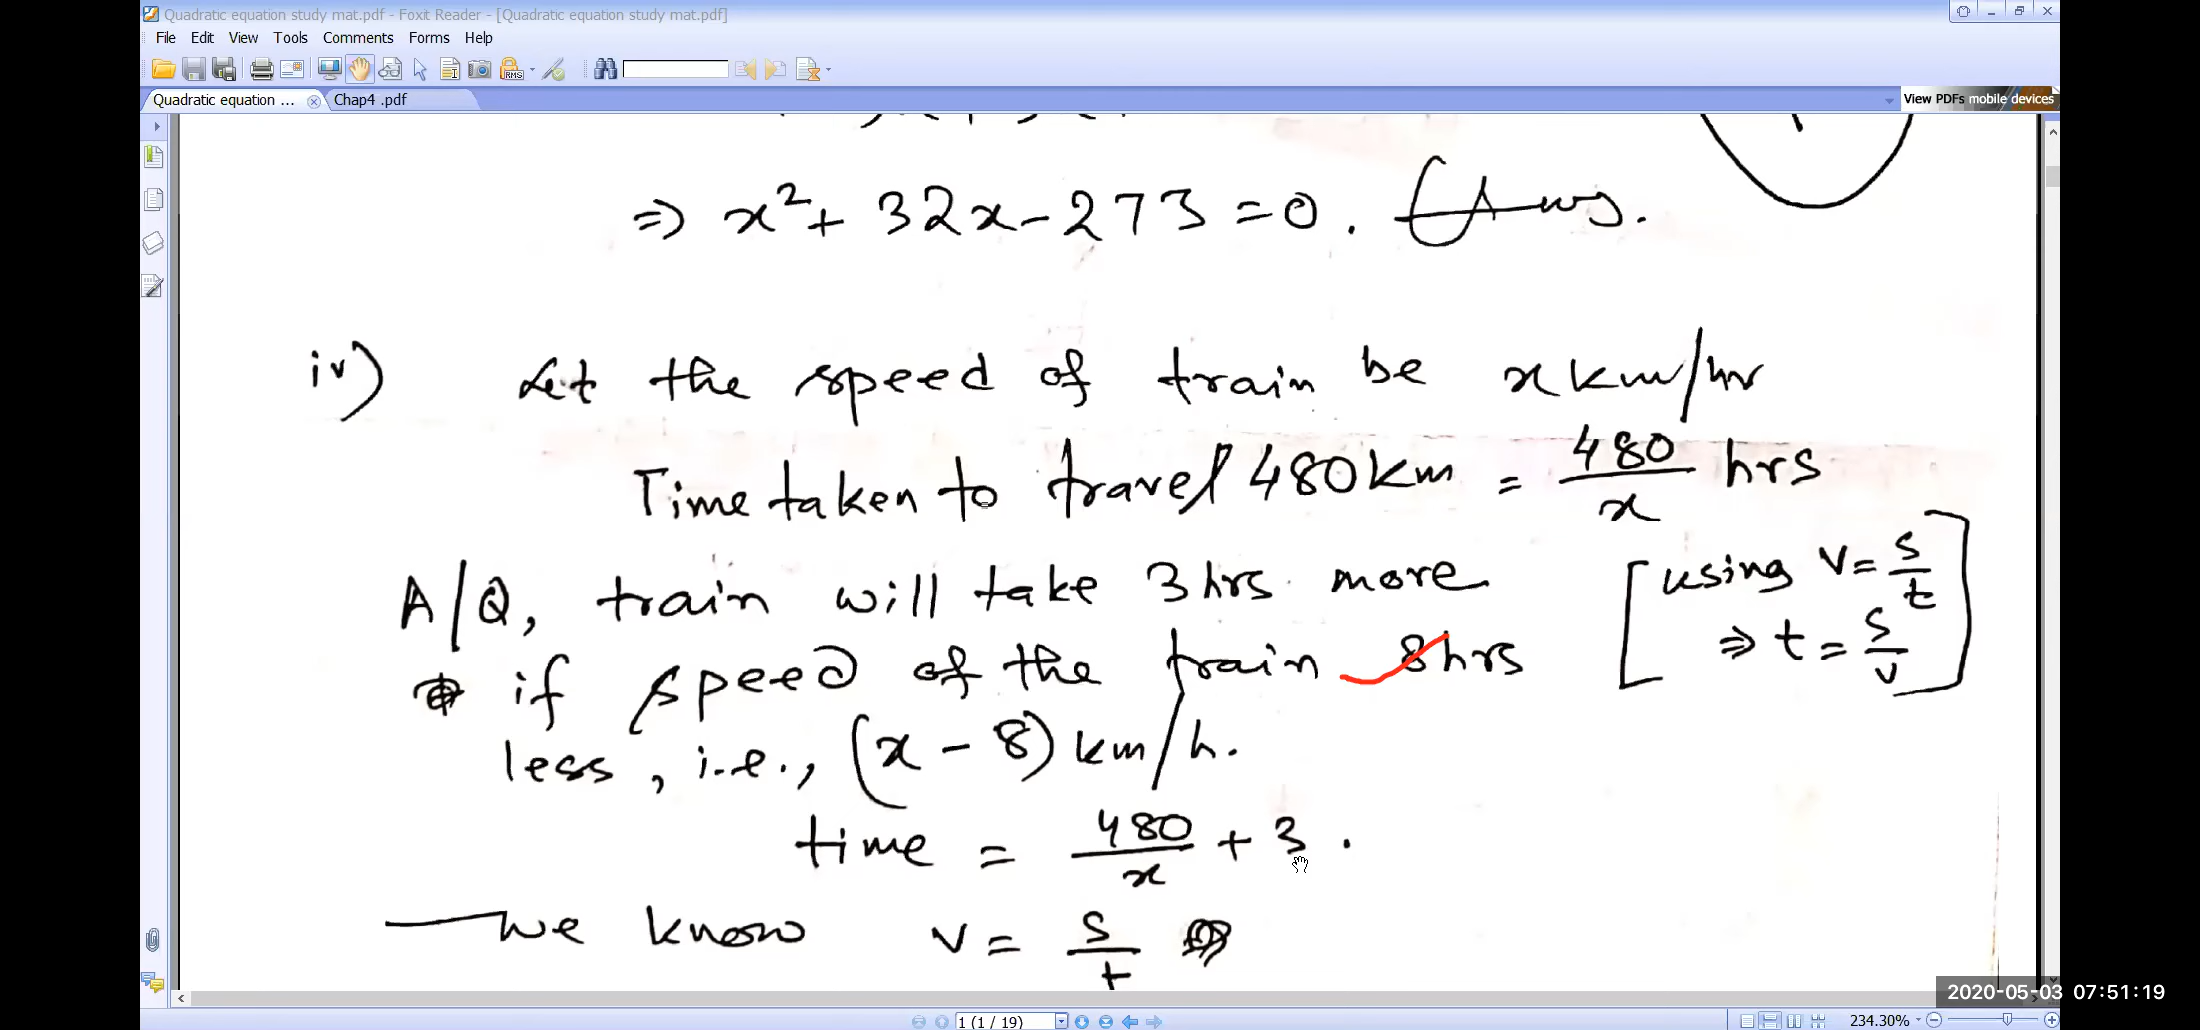 Quadratic equation study mat.pdf - Foxit Reader - [Quadratic equation study mat.pdf]
File Edit View Tools Comments Forms Help
RMS
Quadratic equation ... Chap4 .pdf
View PDFs mobile devices
⇒ x² + 32x - 273 = 0. Ans.
iv) Let the speed of train be x km/hr
Time taken to travel 480 km = 480/x hrs
A/Q, train will take 3 hrs more
if speed of the train 8hrs
less, i.e., (x - 8) km/h.
[using v = s/t
⇒ t = s/v]
time = 480/x + 3.
We know v = s/t
2020-05-03 07:51:19
1 (1 / 19)
234.30%